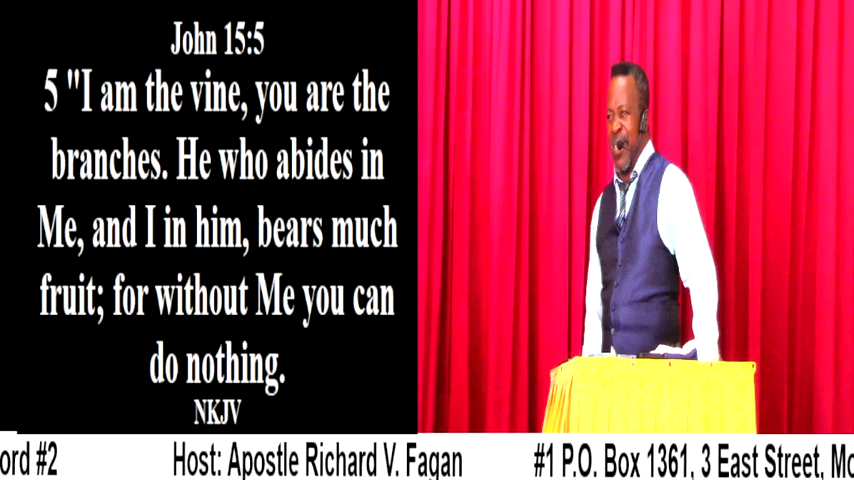 John 15:5
5 "I am the vine, you are the
branches. He who abides in
Me, and I in him, bears much
fruit; for without Me you can
do nothing.
NKJV
ord #2 Host: Apostle Richard V. Fagan #1 P.O. Box 1361, 3 East Street, Mo